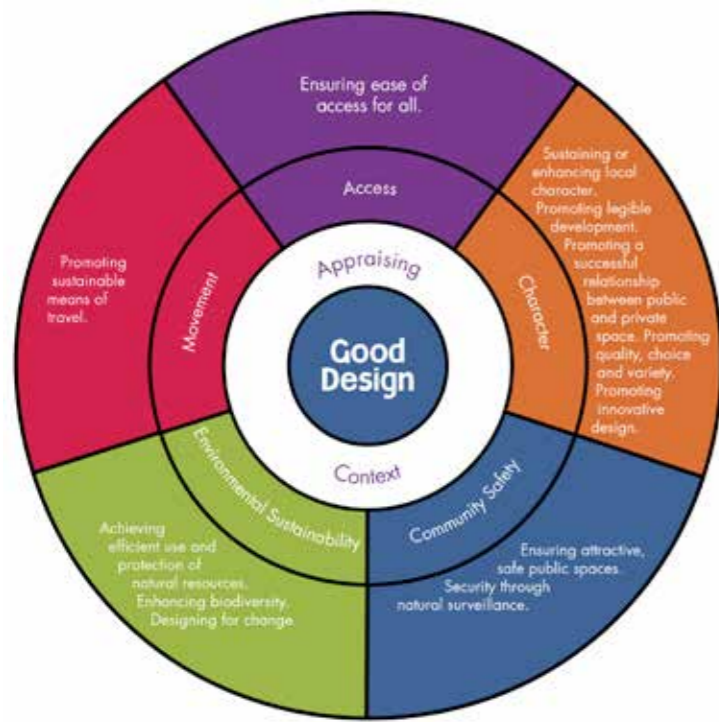 Ensuring ease of
access for all.
Access
Sustaining or
enhancing local
character.
Promoting legible
development.
Promoting a
successful
relationship
between public
and private
space. Promoting
quality, choice
and variety.
Promoting
innovative
design.
Character
Ensuring attractive,
safe public spaces
Security through
natural surveillance.
Community Safety
Achieving
efficient use and
protection of
natural resources.
Enhancing biodiversity.
Designing for change.
Environmental Sustainability
Promoting
sustainable
means of
travel.
Movement
Appraising
Context
Good
Design